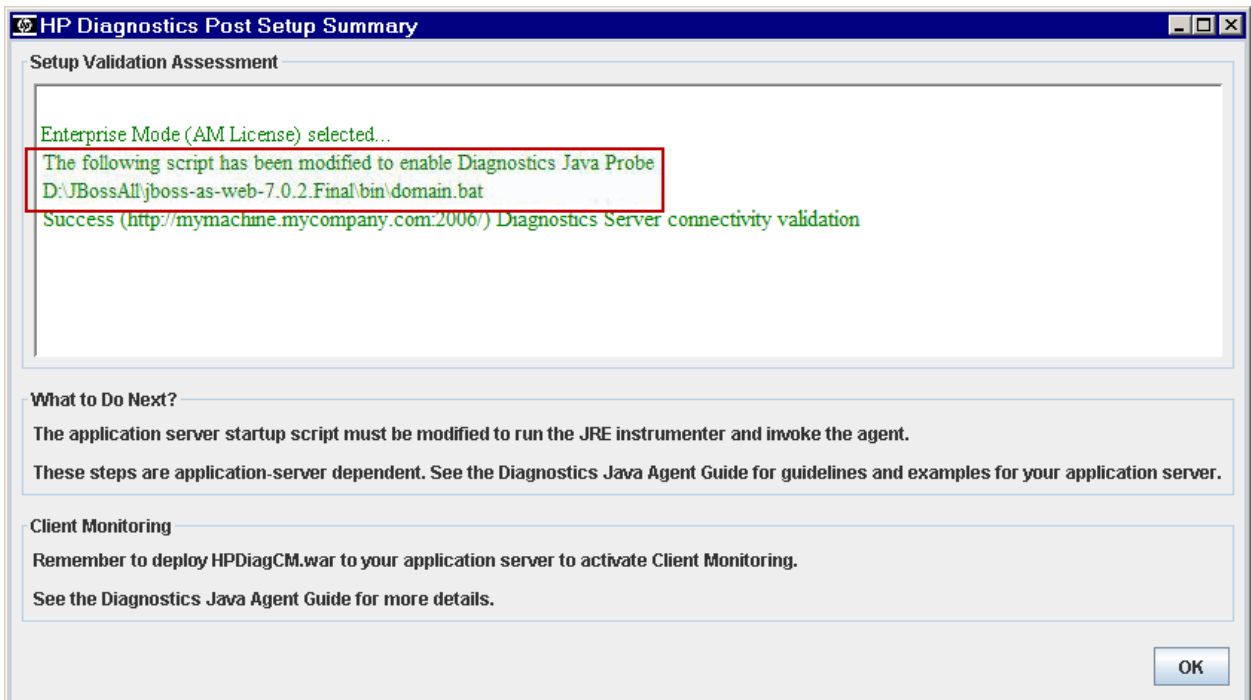 HP Diagnostics Post Setup Summary
Setup Validation Assessment
Enterprise Mode (AM License) selected...
The following script has been modified to enable Diagnostics Java Probe
D:\JBossAll\jboss-as-web-7.0.2.Final\bin\domain.bat
Success (http://mymachine.mycompany.com:2006/) Diagnostics Server connectivity validation
What to Do Next?
The application server startup script must be modified to run the JRE instrumenter and invoke the agent.
These steps are application-server dependent. See the Diagnostics Java Agent Guide for guidelines and examples for your application server.
Client Monitoring
Remember to deploy HPDiagCM.war to your application server to activate Client Monitoring.
See the Diagnostics Java Agent Guide for more details.
OK